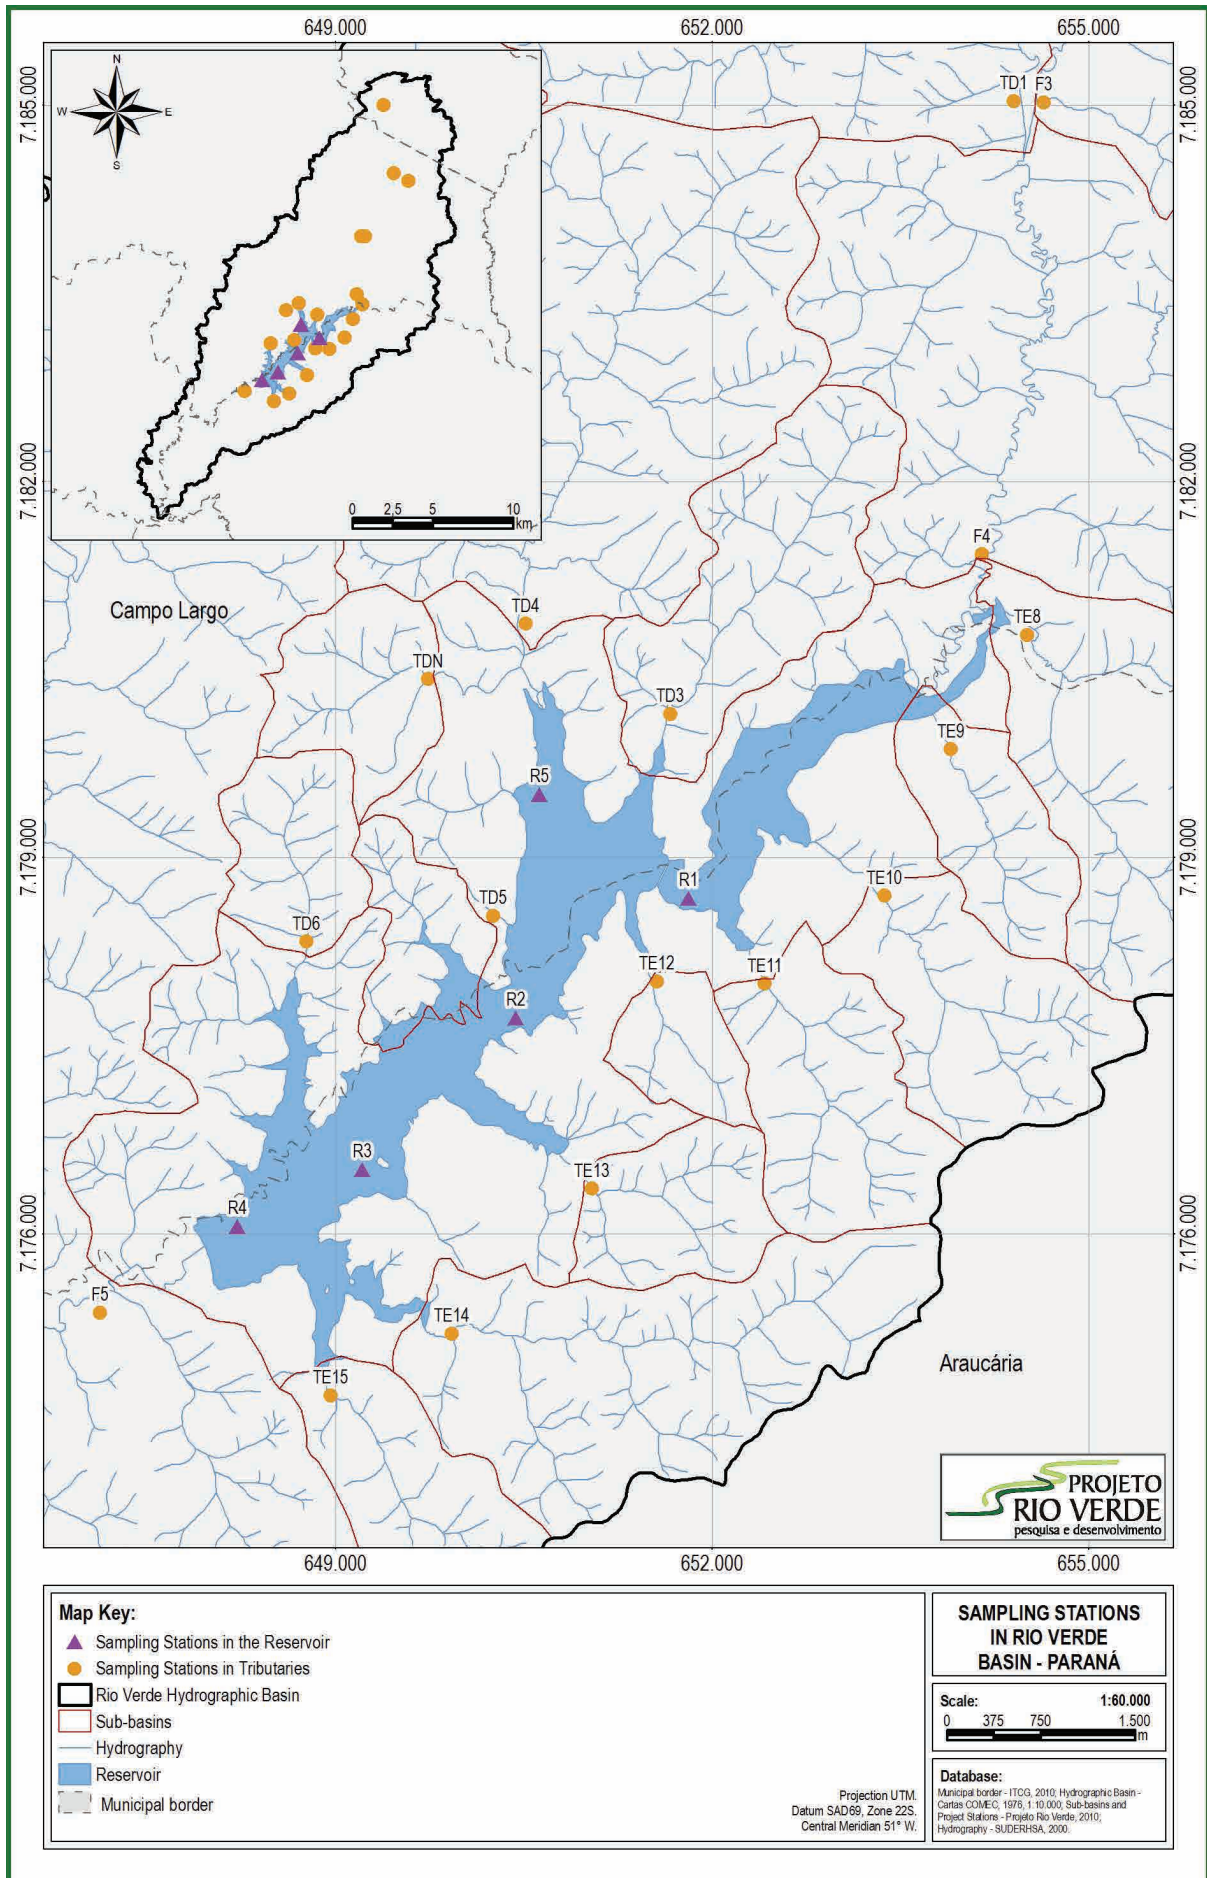 649.000 652.000 655.000
7.185.000
7.185.000
N
W
E
S
0 2,5 5 10
km
TD1 F3
7.182.000
7.182.000
F4
Campo Largo
TD4
TE8
TDN
TD3
TE9
R5
7.179.000
7.179.000
R1
TE10
TD5
TD6
TE12
TE11
R2
R3
TE13
R4
7.176.000
7.176.000
F5
TE14
Araucária
TE15
PROJETO
RIO VERDE
pesquisa e desenvolvimento
649.000 652.000 655.000
Map Key:
Sampling Stations in the Reservoir
Sampling Stations in Tributaries
Rio Verde Hydrographic Basin
Sub-basins
Hydrography
Reservoir
Municipal border
Projection UTM.
Datum SAD69, Zone 22S.
Central Meridian 51° W.
SAMPLING STATIONS
IN RIO VERDE
BASIN - PARANÁ
Scale: 1:60.000
0 375 750 1.500
m
Database:
Municipal border - ITCG, 2010; Hydrographic Basin -
Cartas COMEC, 1976, 1:10.000; Sub-basins and
Project Stations - Projeto Rio Verde, 2010;
Hydrography - SUDERHSA, 2000.